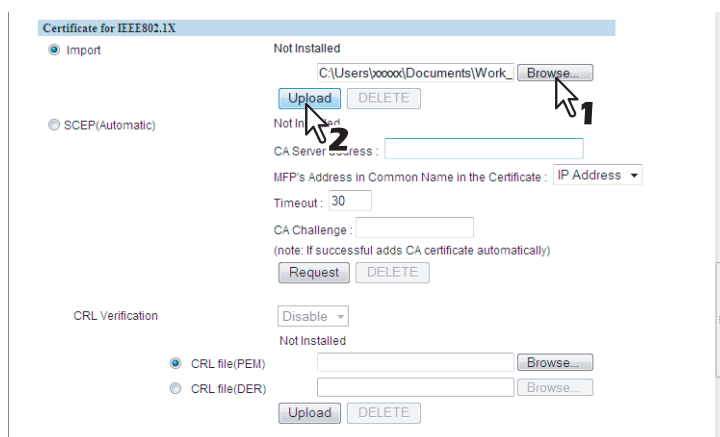 Certificate for IEEE802.1X
Import Not Installed
C:\Users\xxxxx\Documents\Work_ Browse...
1
Upload DELETE
SCEP(Automatic) Not Installed
2
CA Server Address :
MFP's Address in Common Name in the Certificate : IP Address
Timeout : 30
CA Challenge :
(note: If successful adds CA certificate automatically)
Request DELETE
CRL Verification Disable
Not Installed
CRL file(PEM) Browse...
CRL file(DER) Browse...
Upload DELETE